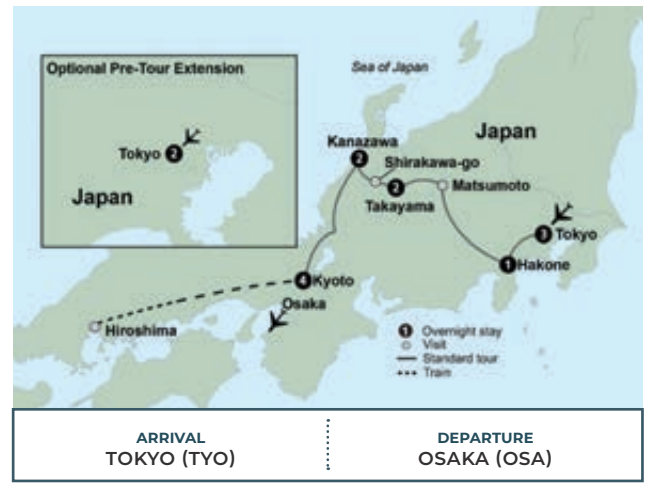 Optional Pre-Tour Extension
Tokyo 2
Japan
Sea of Japan
Japan
Kanazawa
2
Shirakawa-go
2
Takayama
Matsumoto
3 Tokyo
1 Hakone
4 Kyoto
Osaka
Hiroshima
1 Overnight stay
Visit
Standard tour
Train
ARRIVAL
TOKYO (TYO)
DEPARTURE
OSAKA (OSA)